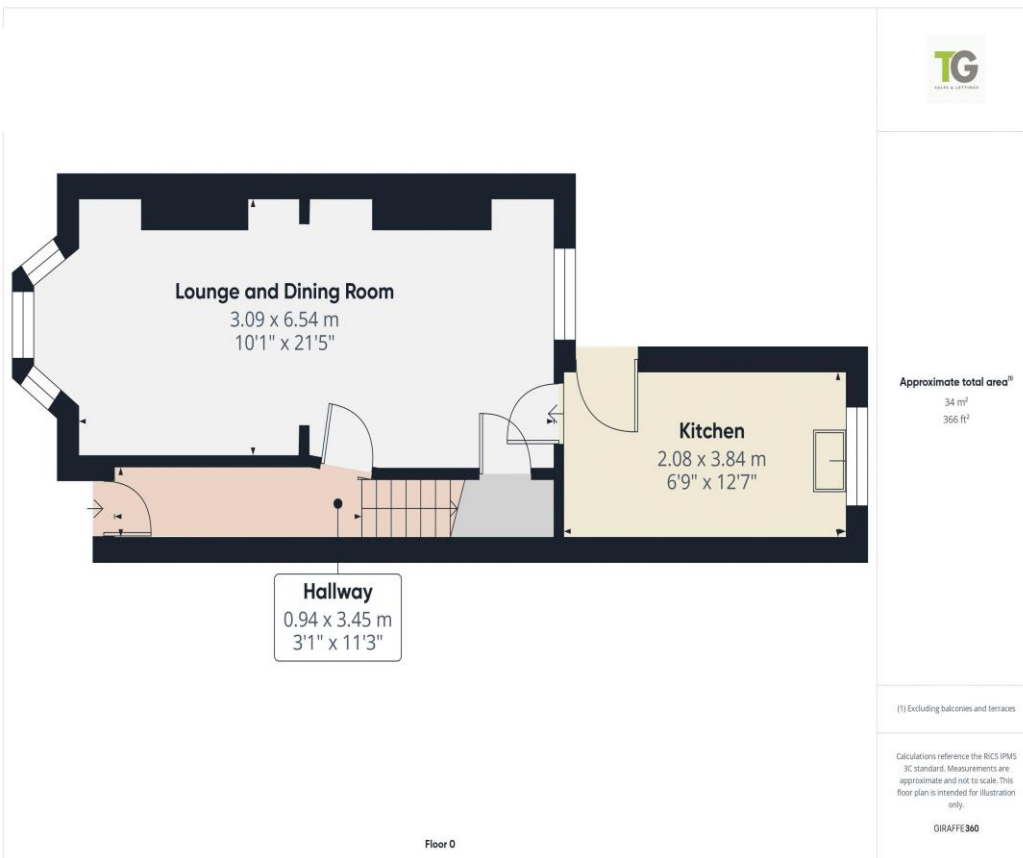 TG
SALES & LETTINGS
Lounge and Dining Room
3.09 x 6.54 m
10'1" x 21'5"
Kitchen
2.08 x 3.84 m
6'9" x 12'7"
Hallway
0.94 x 3.45 m
3'1" x 11'3"
Floor 0
Approximate total area(1)
34 m²
366 ft²
(1) Excluding balconies and terraces
Calculations reference the RICS IPMS
3C standard. Measurements are
approximate and not to scale. This
floor plan is intended for illustration
only.
GIRAFFE360